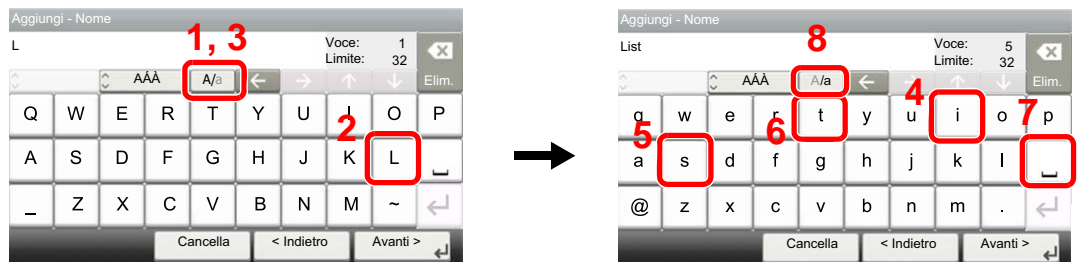 Aggiungi - Nome
L
Voce: 1
Limite: 32
1, 3
AÁÀ
A/a
Elim.
Q W E R T Y U I O P
2
A S D F G H J K L
_ Z X C V B N M ~
Cancella
< Indietro
Avanti >
Aggiungi - Nome
List
Voce: 5
Limite: 32
8
AÁÀ
A/a
Elim.
4
7
q w e r t y u i o p
5
6
a s d f g h j k l
@ z x c v b n m .
Cancella
< Indietro
Avanti >